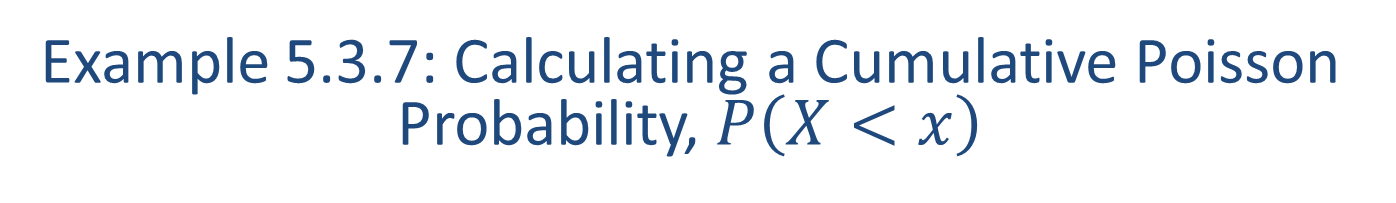 Example 5.3.7: Calculating a Cumulative Poisson
Probability, 𝑃(𝑋 < 𝑥)